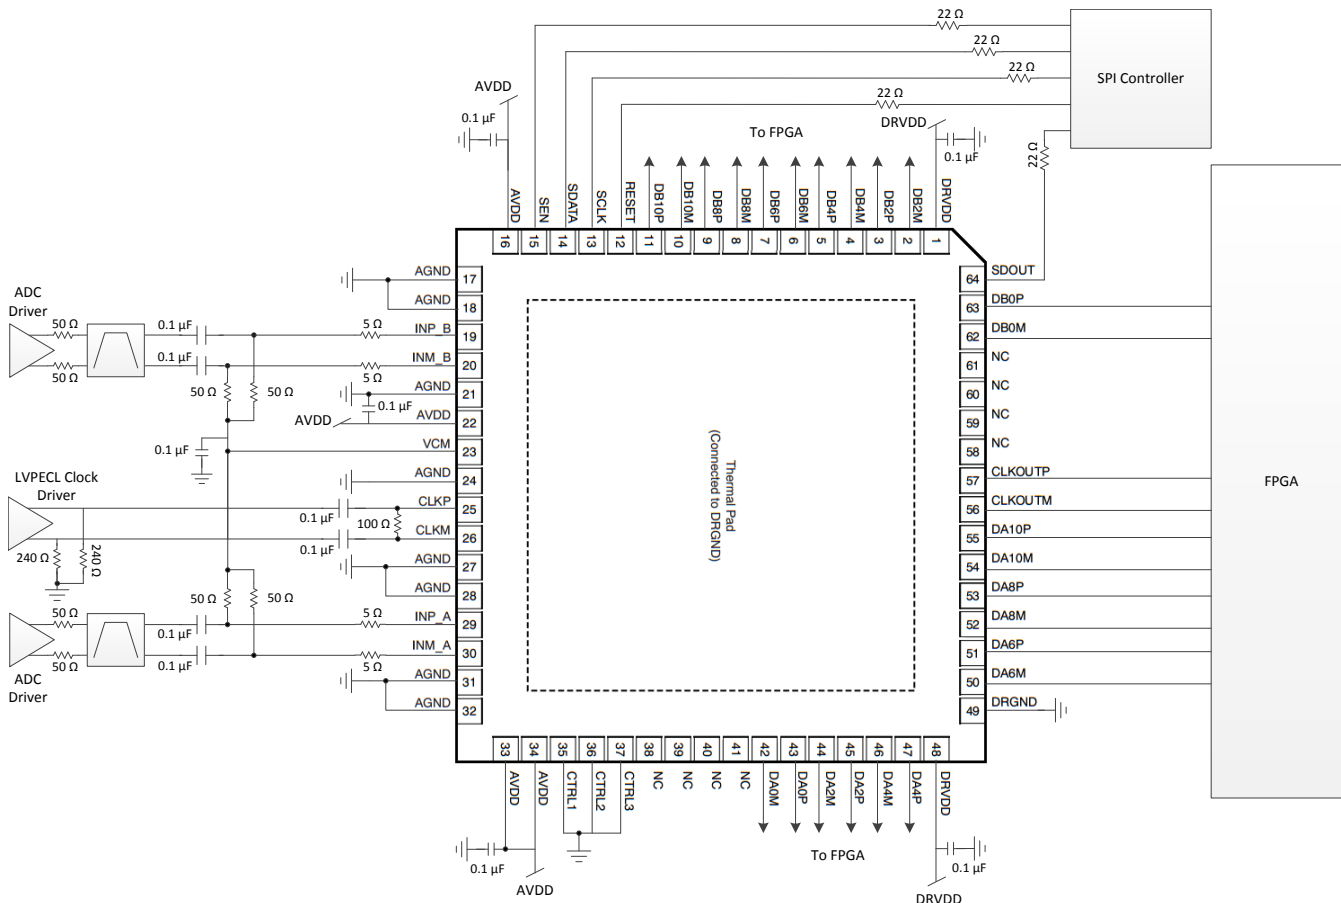 22 Ω
22 Ω
22 Ω
22 Ω
22 Ω
SPI Controller
AVDD
0.1 µF
To FPGA
DRVDD
0.1 µF
AVDD
SEN
SDATA
SCLK
RESET
DB10P
DB10M
DB8P
DB8M
DB6P
DB6M
DB4P
DB4M
DB2P
DB2M
DRVDD
16
15
14
13
12
11
10
9
8
7
6
5
4
3
2
1
ADC
Driver
50 Ω
50 Ω
0.1 µF
0.1 µF
5 Ω
5 Ω
50 Ω
50 Ω
0.1 µF
AVDD
0.1 µF
LVPECL Clock
Driver
240 Ω
240 Ω
0.1 µF
0.1 µF
100 Ω
50 Ω
50 Ω
50 Ω
50 Ω
0.1 µF
0.1 µF
5 Ω
5 Ω
ADC
Driver
AGND 17
AGND 18
INP_B 19
INM_B 20
AGND 21
AVDD 22
VCM 23
AGND 24
CLKP 25
CLKM 26
AGND 27
AGND 28
INP_A 29
INM_A 30
AGND 31
AGND 32
Thermal Pad
(Connected to DRGND)
64 SDOUT
63 DB0P
62 DB0M
61 NC
60 NC
59 NC
58 NC
57 CLKOUTP
56 CLKOUTM
55 DA10P
54 DA10M
53 DA8P
52 DA8M
51 DA6P
50 DA6M
49 DRGND
FPGA
33
34
35
36
37
38
39
40
41
42
43
44
45
46
47
48
AVDD
AVDD
CTRL1
CTRL2
CTRL3
NC
NC
NC
NC
DA0M
DA0P
DA2M
DA2P
DA4M
DA4P
DRVDD
0.1 µF
AVDD
To FPGA
0.1 µF
DRVDD